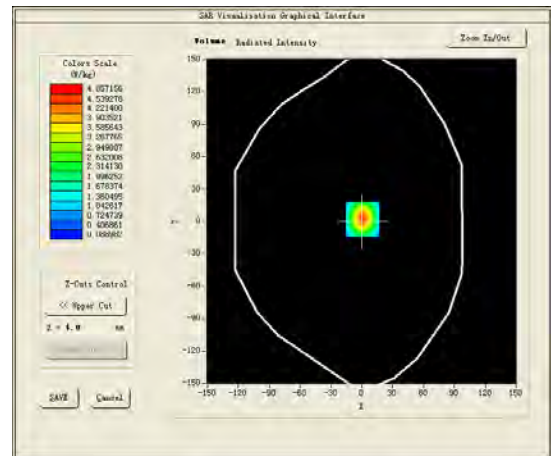 SAR Visualisation Graphical Interface
Volume Radiated Intensity
Zoom In/Out
Colors Scale
(W/kg)
4.857156
4.539278
4.221400
3.903521
3.585643
3.267765
2.949887
2.632008
2.314130
1.996252
1.678374
1.360495
1.042617
0.724739
0.406861
Z-Cuts Control
<< Upper Cut
Z = 4.0 mm
SAVE
Cancel
150
120
90
60
30
0
-30
-60
-90
-120
-150
Y
-150 -120 -90 -60 -30 0 30 60 90 120 150
X